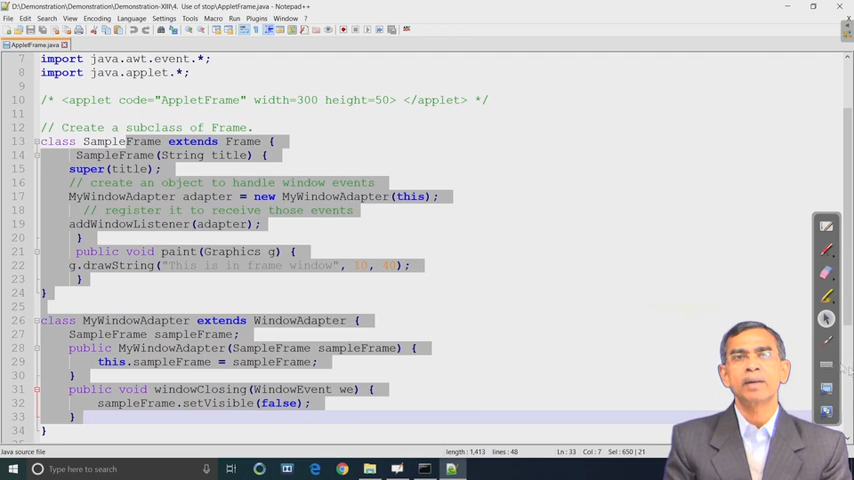 D:\Demonstration\Demonstration\Demonstration-XIII\4. Use of stop\AppletFrame.java - Notepad++
File Edit Search View Encoding Language Settings Tools Macro Run Plugins Window ?
AppletFrame.java
7 import java.awt.event.*;
8 import java.applet.*;
9
10 /* <applet code="AppletFrame" width=300 height=50> </applet> */
11
12 // Create a subclass of Frame.
13 class SampleFrame extends Frame {
14 SampleFrame(String title) {
15 super(title);
16 // create an object to handle window events
17 MyWindowAdapter adapter = new MyWindowAdapter(this);
18 // register it to receive those events
19 addWindowListener(adapter);
20 }
21 public void paint(Graphics g) {
22 g.drawString("This is in frame window", 10, 40);
23 }
24 }
25
26 class MyWindowAdapter extends WindowAdapter {
27 SampleFrame sampleFrame;
28 public MyWindowAdapter(SampleFrame sampleFrame) {
29 this.sampleFrame = sampleFrame;
30 }
31 public void windowClosing(WindowEvent we) {
32 sampleFrame.setVisible(false);
33 }
34 }
Java source file length : 1,413 lines : 48 Ln : 33 Col : 7 Sel : 650 | 21
Type here to search